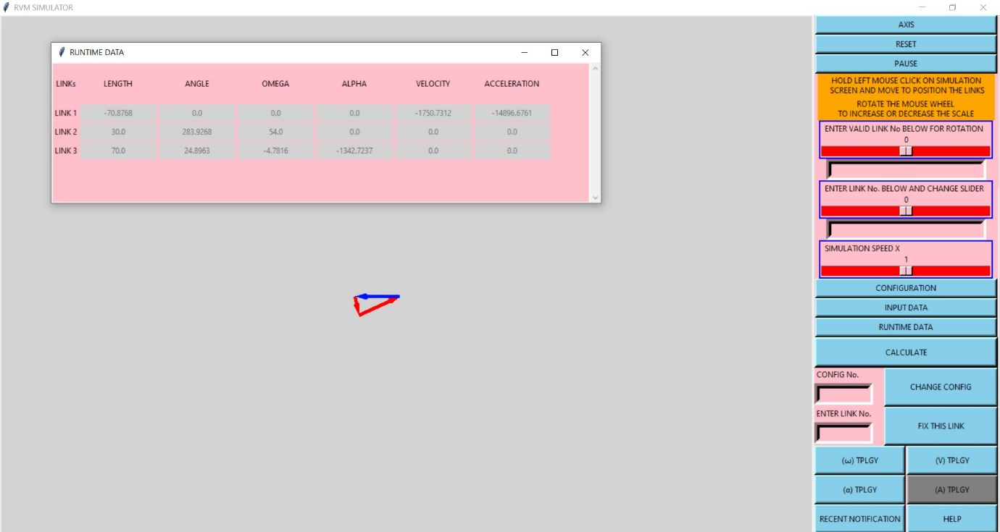 RVM SIMULATOR
RUNTIME DATA
LINKs LENGTH ANGLE OMEGA ALPHA VELOCITY ACCELERATION
LINK 1 -70.8768 0.0 0.0 0.0 -1750.7312 -14896.6761
LINK 2 30.0 283.9268 54.0 0.0 0.0 0.0
LINK 3 70.0 24.8963 -4.7816 -1342.7237 0.0 0.0
AXIS
RESET
PAUSE
HOLD LEFT MOUSE CLICK ON SIMULATION
SCREEN AND MOVE TO POSITION THE LINKS
ROTATE THE MOUSE WHEEL
TO INCREASE OR DECREASE THE SCALE
ENTER VALID LINK No BELOW FOR ROTATION
0
ENTER LINK No. BELOW AND CHANGE SLIDER
0
SIMULATION SPEED X
1
CONFIGURATION
INPUT DATA
RUNTIME DATA
CALCULATE
CONFIG No.
CHANGE CONFIG
ENTER LINK No.
FIX THIS LINK
(ω) TPLGY (V) TPLGY
(α) TPLGY (A) TPLGY
RECENT NOTIFICATION HELP